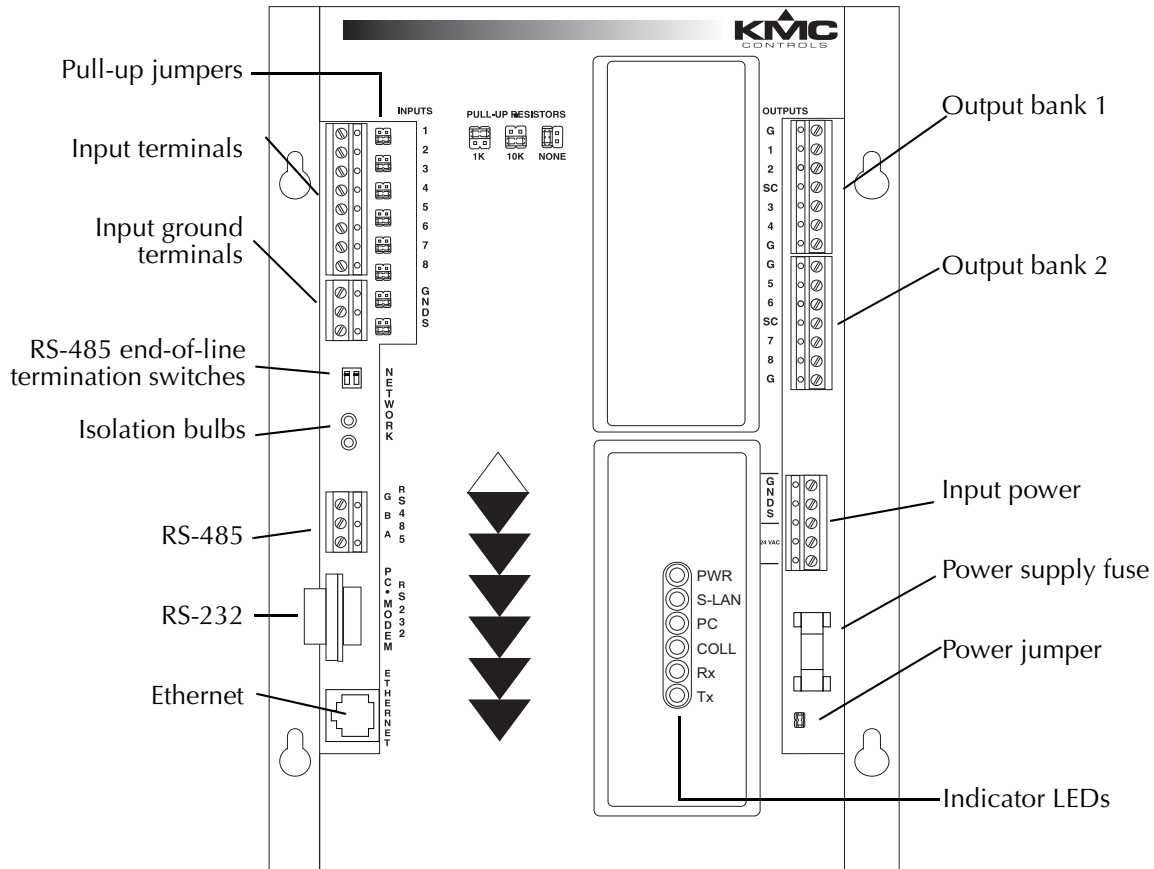 KMC
CONTROLS
Pull-up jumpers
INPUTS
PULL-UP RESISTORS
1K
10K
NONE
OUTPUTS
Output bank 1
Input terminals
1
2
3
4
5
6
7
8
GNDS
Input ground
terminals
G
1
2
SC
3
4
G
G
5
6
SC
7
8
G
Output bank 2
RS-485 end-of-line
termination switches
NETWORK
Isolation bulbs
RS-485
G
B
A
RS485
GNDS
24 VAC
Input power
RS-232
PC•MODEM
RS232
PWR
S-LAN
PC
COLL
Rx
Tx
Power supply fuse
Power jumper
Ethernet
ETHERNET
Indicator LEDs